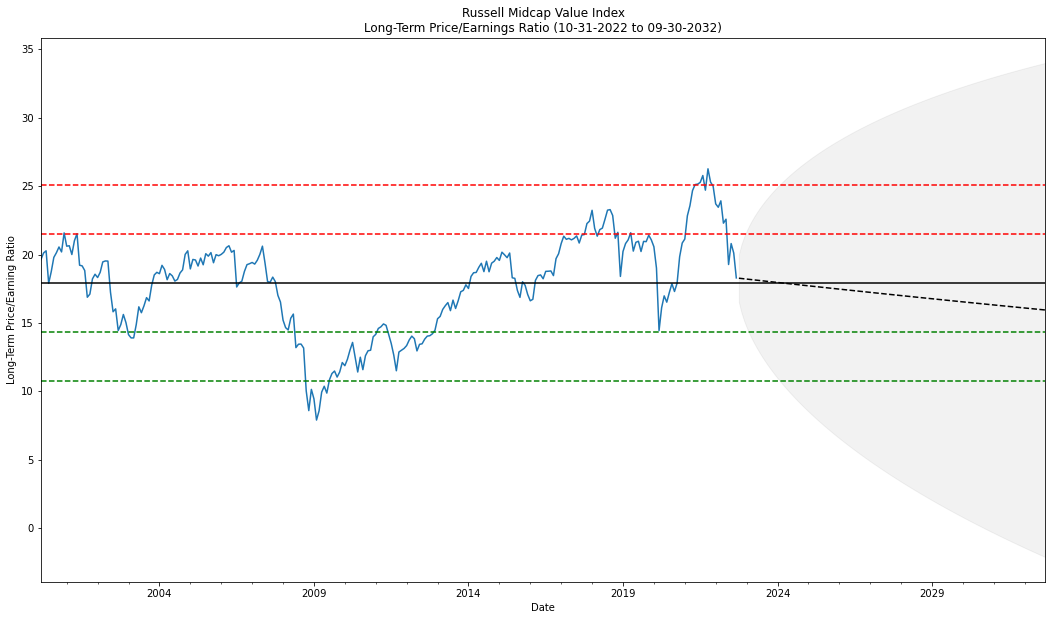 Russell Midcap Value Index
Long-Term Price/Earnings Ratio (10-31-2022 to 09-30-2032)
Long-Term Price/Earning Ratio
35
30
25
20
15
10
5
0
2004 2009 2014 2019 2024 2029
Date